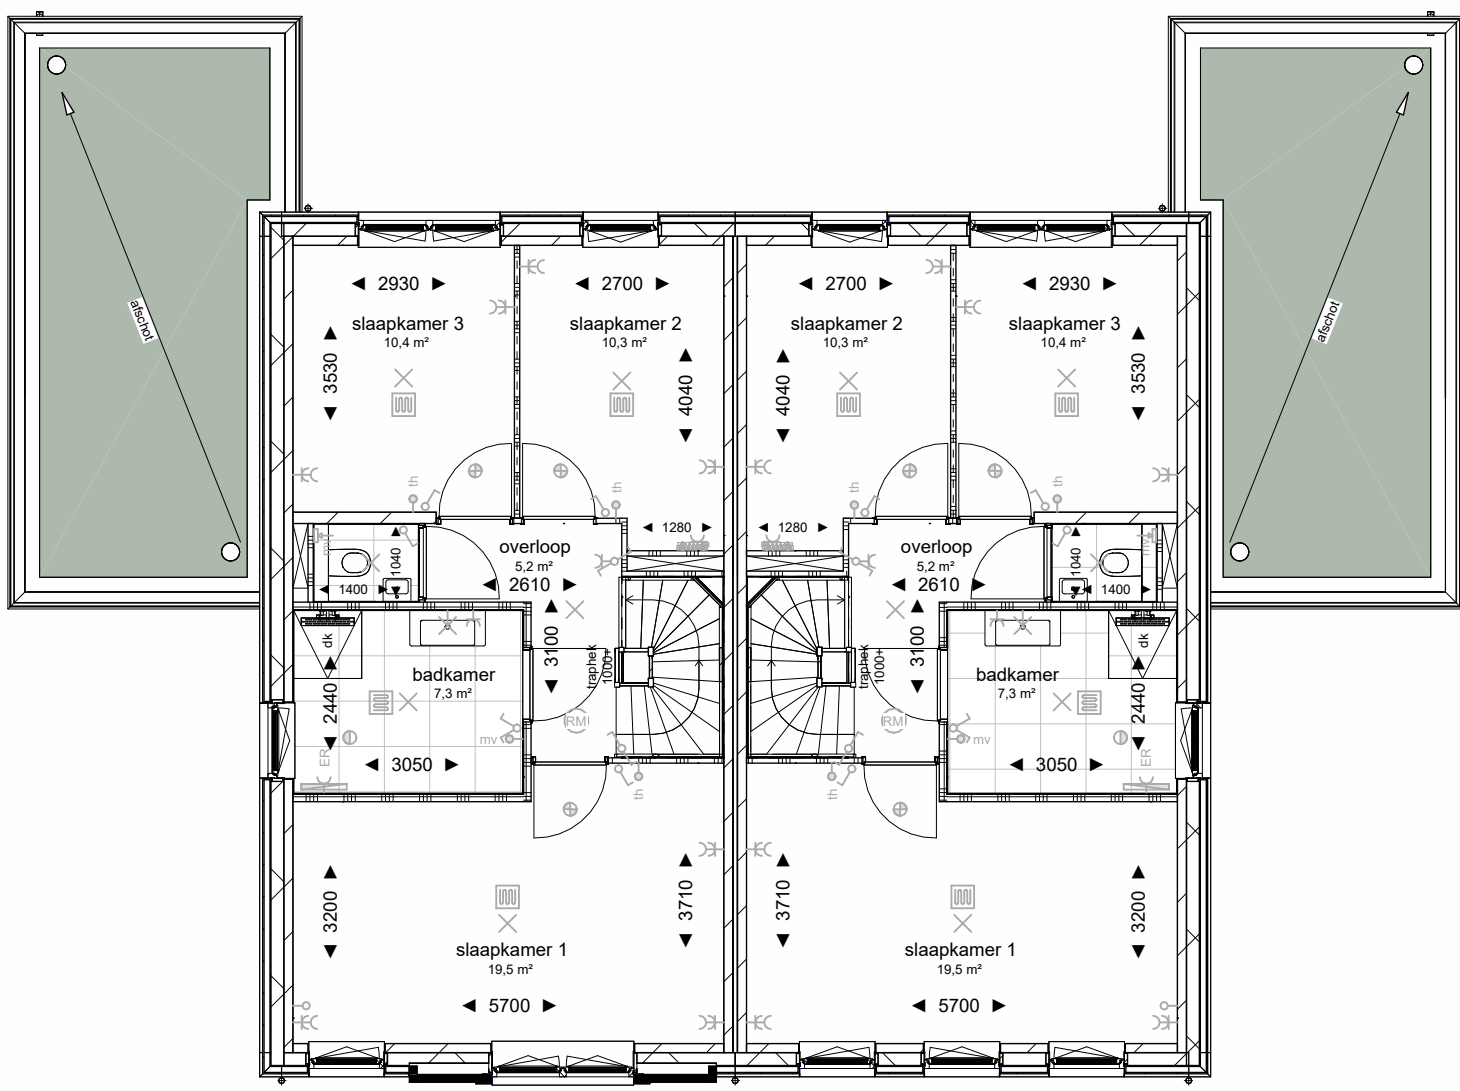 afschot
2930
2700
2700
2930
slaapkamer 3
10,4 m²
slaapkamer 2
10,3 m²
slaapkamer 2
10,3 m²
slaapkamer 3
10,4 m²
afschot
3530
4040
4040
3530
th
th
th
th
1280
1280
mv
1040
overloop
5,2 m²
2610
overloop
5,2 m²
2610
1040
mv
1400
1400
dk
3100
traphek
1000+
traphek
1000+
3100
dk
badkamer
7,3 m²
badkamer
7,3 m²
2440
2440
RM
RM
mv
mv
ER
3050
3050
ER
th
th
3200
3710
3710
3200
slaapkamer 1
19,5 m²
slaapkamer 1
19,5 m²
5700
5700